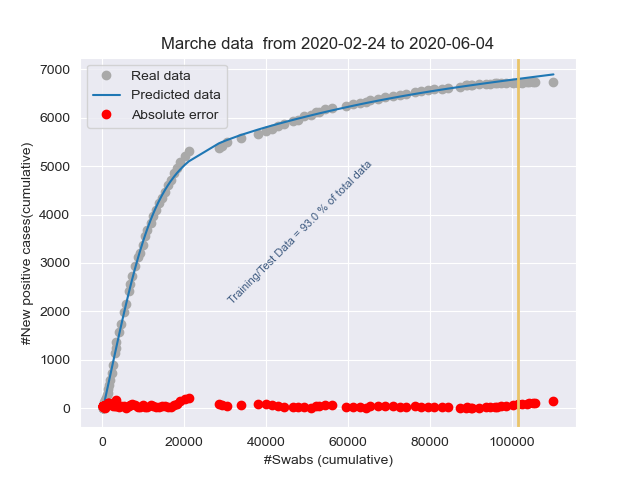 Marche data  from 2020-02-24 to 2020-06-04
Real data
Predicted data
Absolute error
7000
6000
5000
4000
3000
2000
1000
0
#New positive cases(cumulative)
Training/Test Data = 93.0 % of total data
0
20000
40000
60000
80000
100000
#Swabs (cumulative)